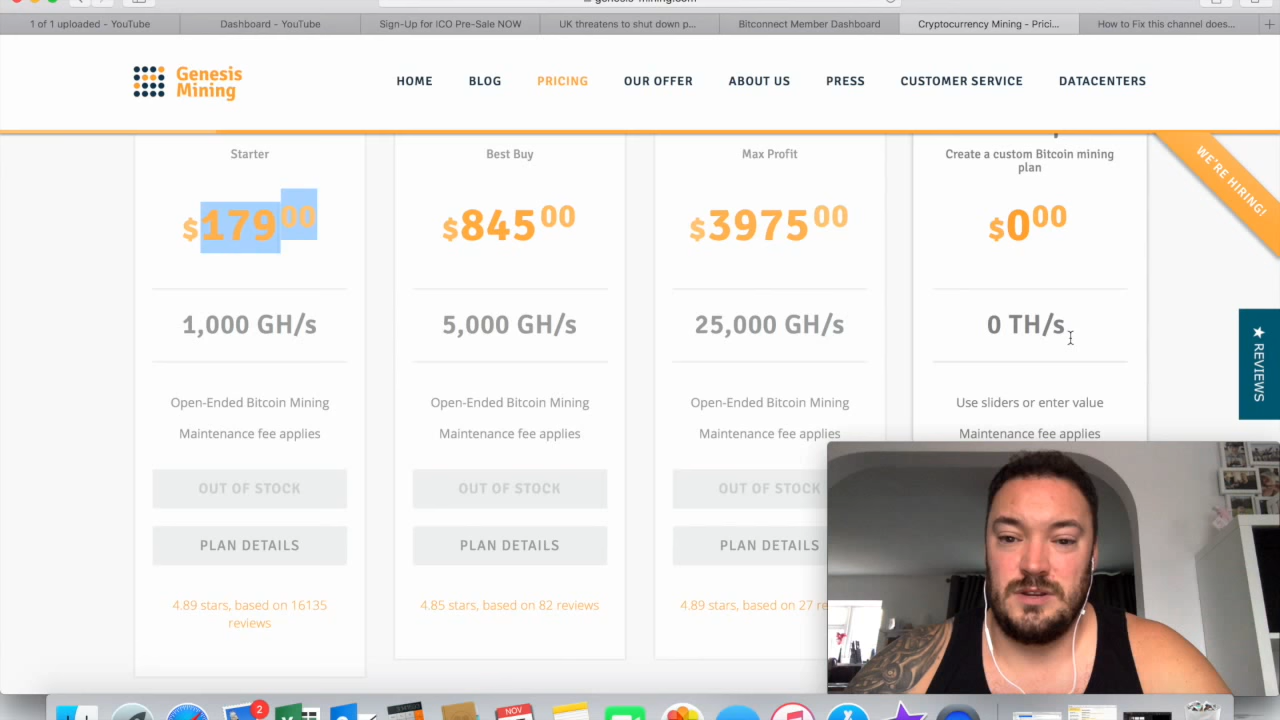 genesis-mining.com
1 of 1 uploaded - YouTube
Dashboard - YouTube
Sign-Up for ICO Pre-Sale NOW
UK threatens to shut down p...
Bitconnect Member Dashboard
Cryptocurrency Mining - Prici...
How to Fix this channel does...
Genesis
Mining
HOME
BLOG
PRICING
OUR OFFER
ABOUT US
PRESS
CUSTOMER SERVICE
DATACENTERS
WE'RE HIRING!
Starter
$179 00
1,000 GH/s
Open-Ended Bitcoin Mining
Maintenance fee applies
OUT OF STOCK
PLAN DETAILS
4.89 stars, based on 16135
reviews
Best Buy
$845 00
5,000 GH/s
Open-Ended Bitcoin Mining
Maintenance fee applies
OUT OF STOCK
PLAN DETAILS
4.85 stars, based on 82 reviews
Max Profit
$3975 00
25,000 GH/s
Open-Ended Bitcoin Mining
Maintenance fee applies
OUT OF STOCK
PLAN DETAILS
4.89 stars, based on 27 re
Create a custom Bitcoin mining
plan
$0 00
0 TH/s
Use sliders or enter value
Maintenance fee applies
★ REVIEWS
2
NOV